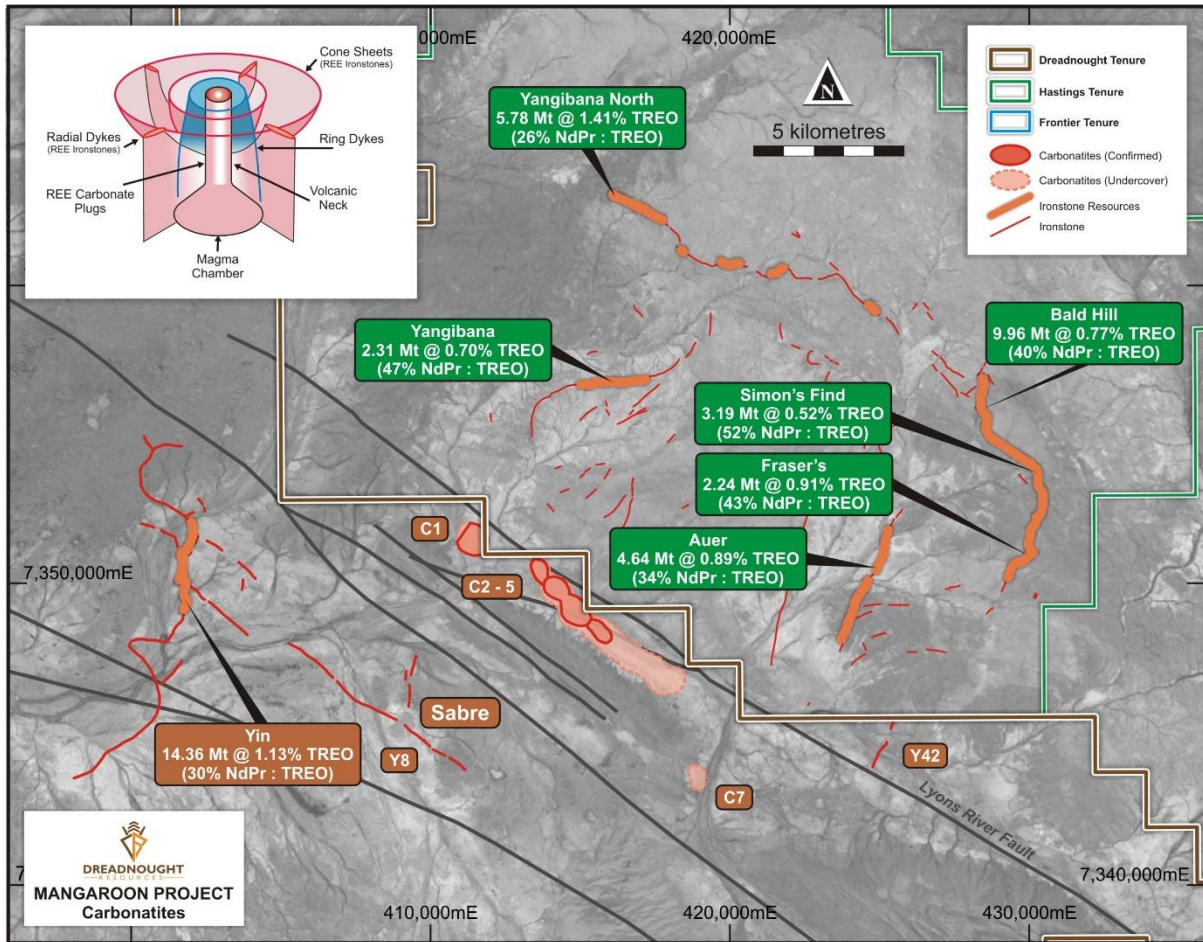 Cone Sheets
(REE Ironstones)
Radial Dykes
(REE Ironstones)
Ring Dykes
REE Carbonate
Plugs
Volcanic
Neck
Magma
Chamber
000mE
420,000mE
N
5 kilometres
Dreadnought Tenure
Hastings Tenure
Frontier Tenure
Carbonatites (Confirmed)
Carbonatites (Undercover)
Ironstone Resources
Ironstone
Yangibana North
5.78 Mt @ 1.41% TREO
(26% NdPr : TREO)
Yangibana
2.31 Mt @ 0.70% TREO
(47% NdPr : TREO)
Bald Hill
9.96 Mt @ 0.77% TREO
(40% NdPr : TREO)
Simon's Find
3.19 Mt @ 0.52% TREO
(52% NdPr : TREO)
Fraser's
2.24 Mt @ 0.91% TREO
(43% NdPr : TREO)
Auer
4.64 Mt @ 0.89% TREO
(34% NdPr : TREO)
C1
C2 - 5
7,350,000mE
Sabre
Yin
14.36 Mt @ 1.13% TREO
(30% NdPr : TREO)
Y8
Y42
C7
Lyons River Fault
DREADNOUGHT
RESOURCES
MANGAROON PROJECT
Carbonatites
7,340,000mE
410,000mE
420,000mE
430,000mE